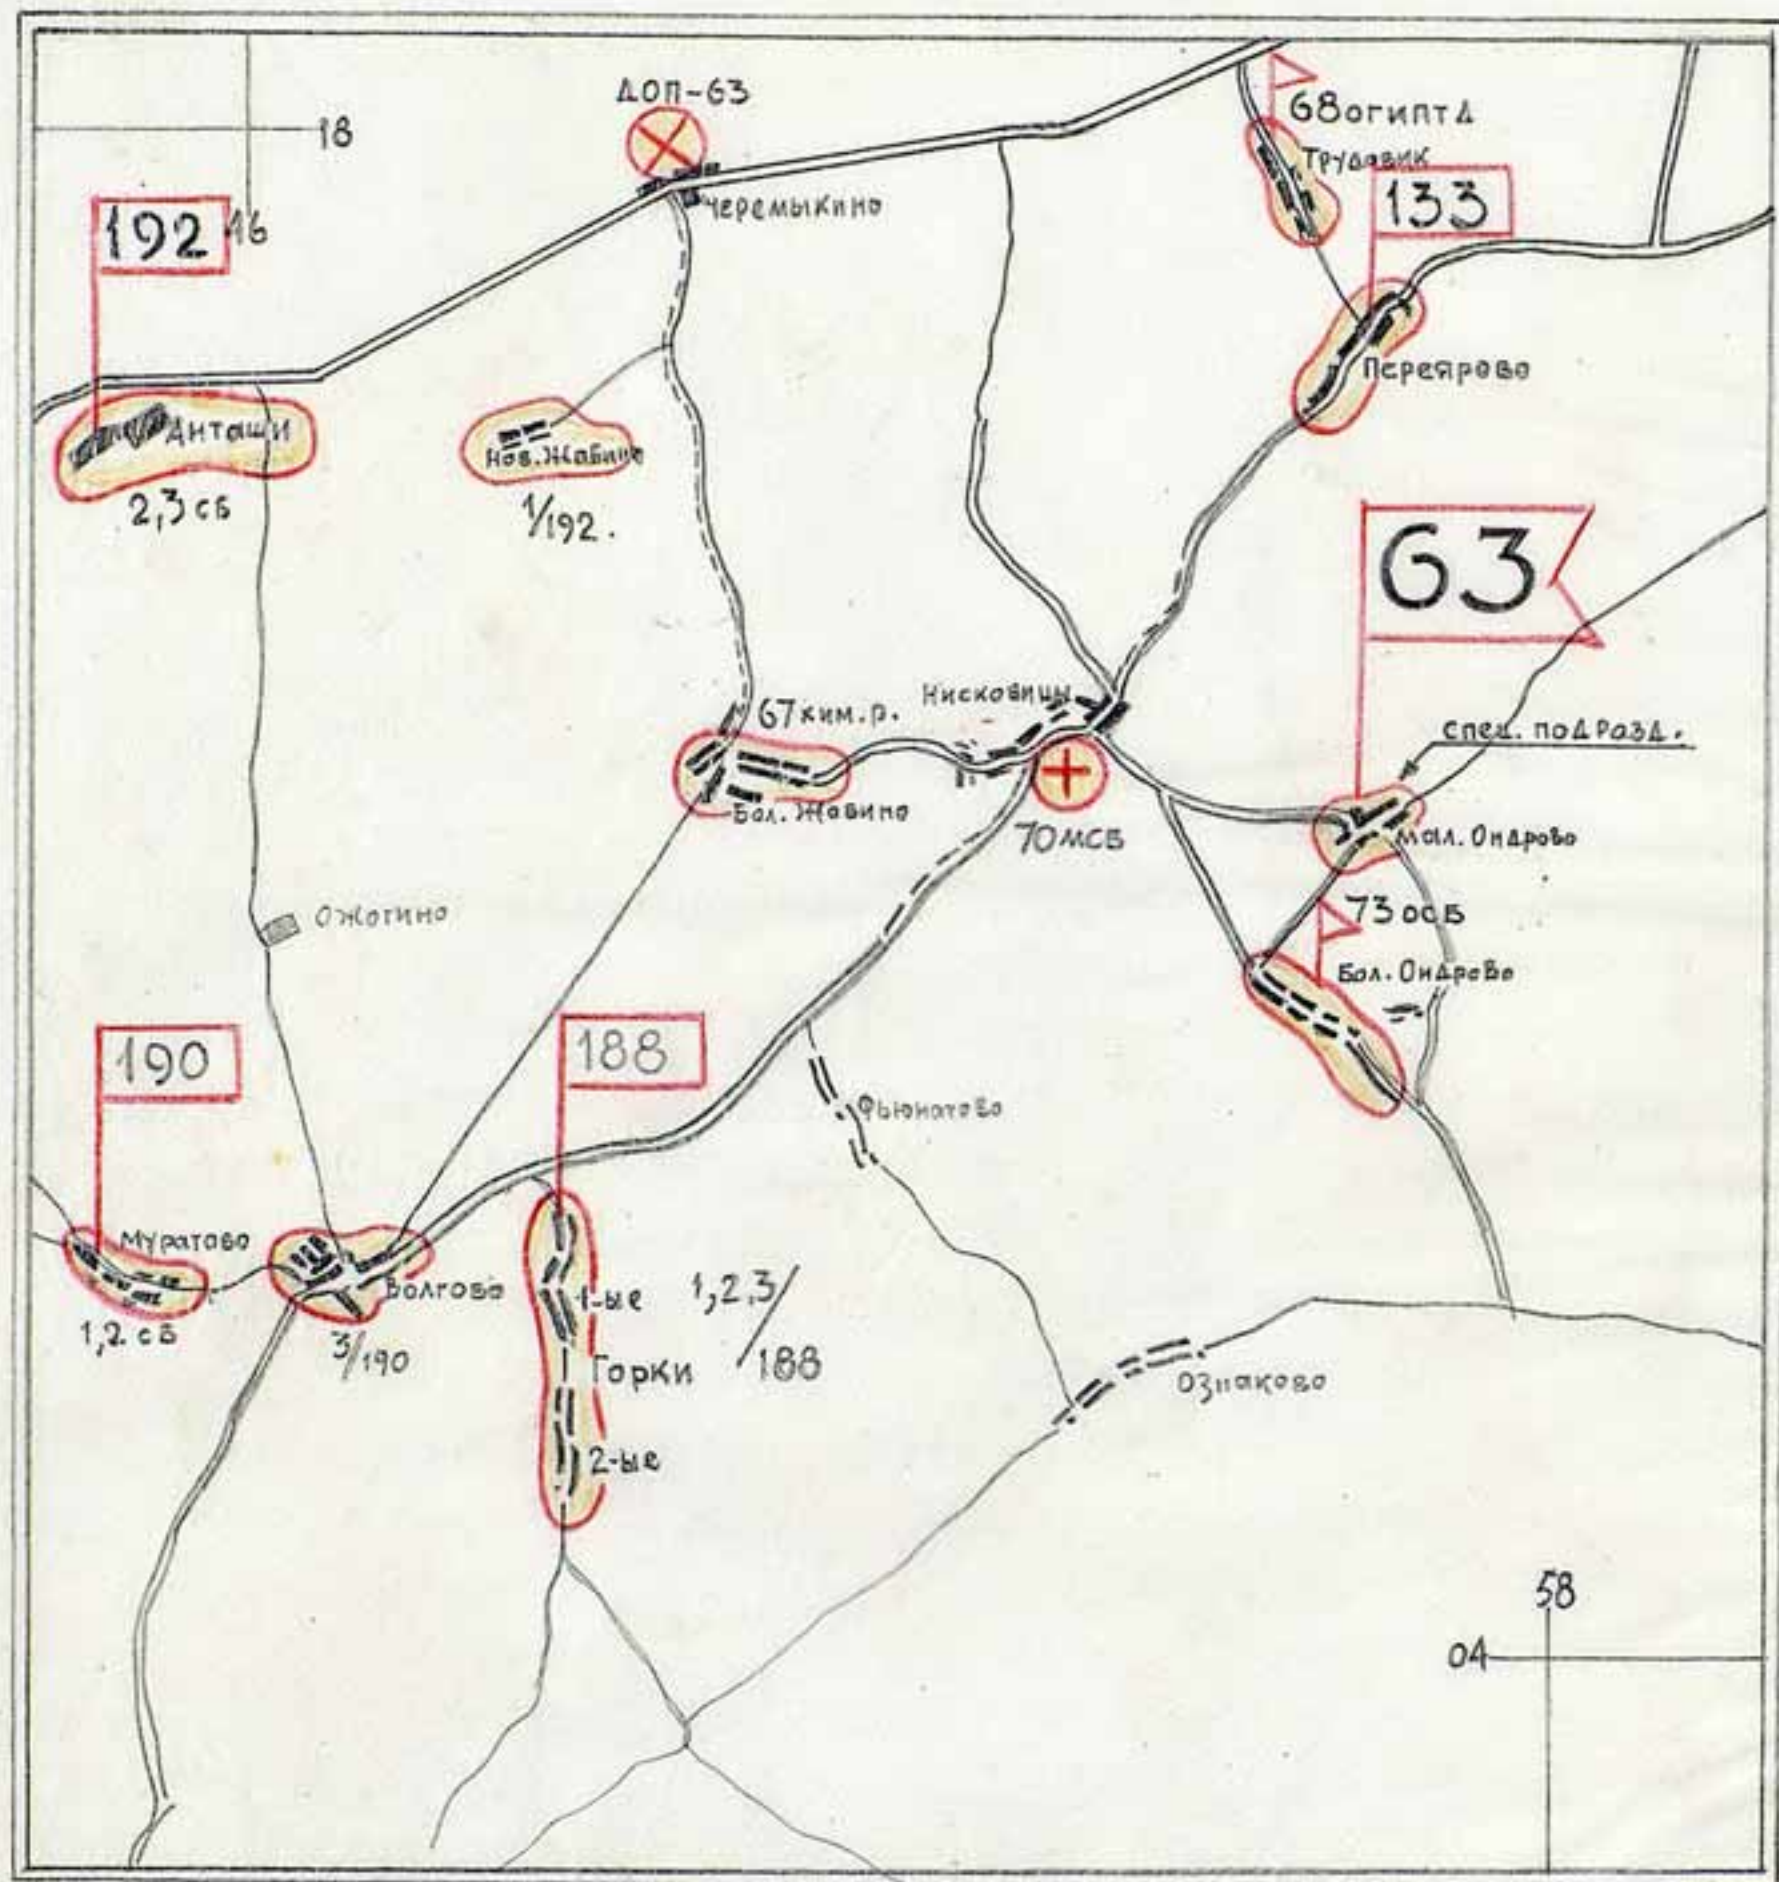 ДОП-63
18
68 огиптд
Трудовик
192
16
Черемыкино
133
Переярово
Анташи
2,3 сб
Нов. Жабино
1/192.
63
67 хим. р.
Нисковицы
спец. подразд.
Бол. Жабино
70 МСБ
Мал. Ондрово
73 осб
Ожогино
Бол. Ондрово
190
188
Фьюнатово
Муратово
Волгово
1-ые
1,2,3/188
1,2 сб
3/190
Горки
Ознаково
2-ые
58
04